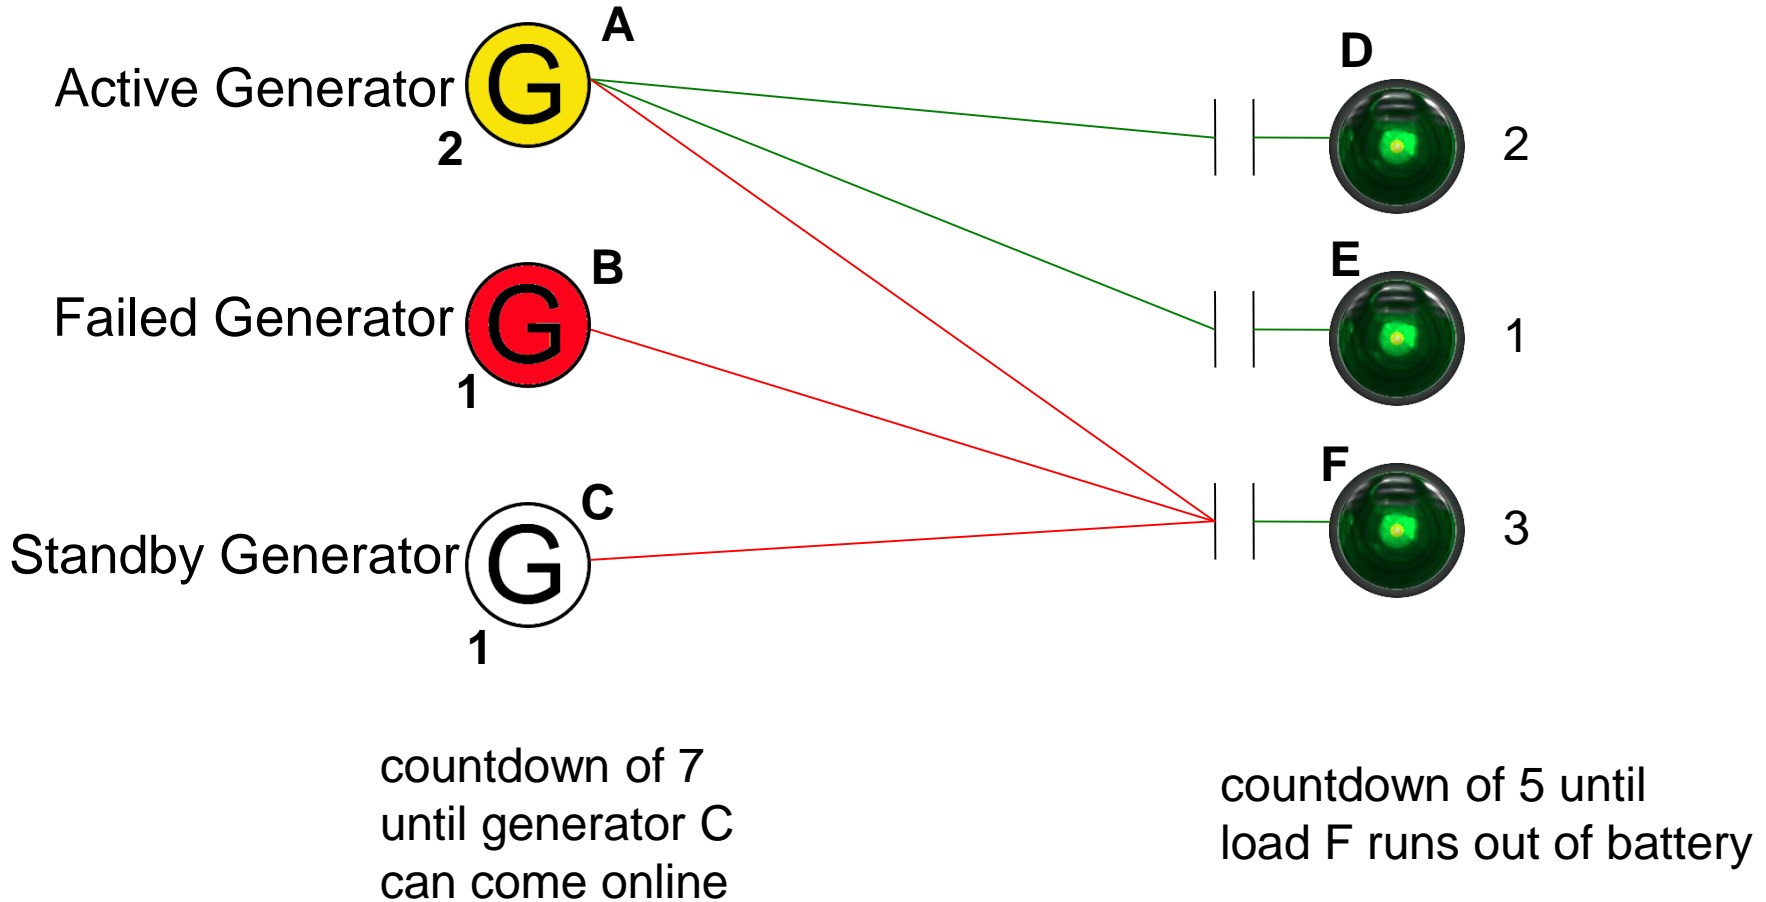 A
D
Active Generator
G
2
2
B
E
Failed Generator
G
1
1
C
F
Standby Generator
G
3
1
countdown of 7
until generator C
can come online
countdown of 5 until
load F runs out of battery